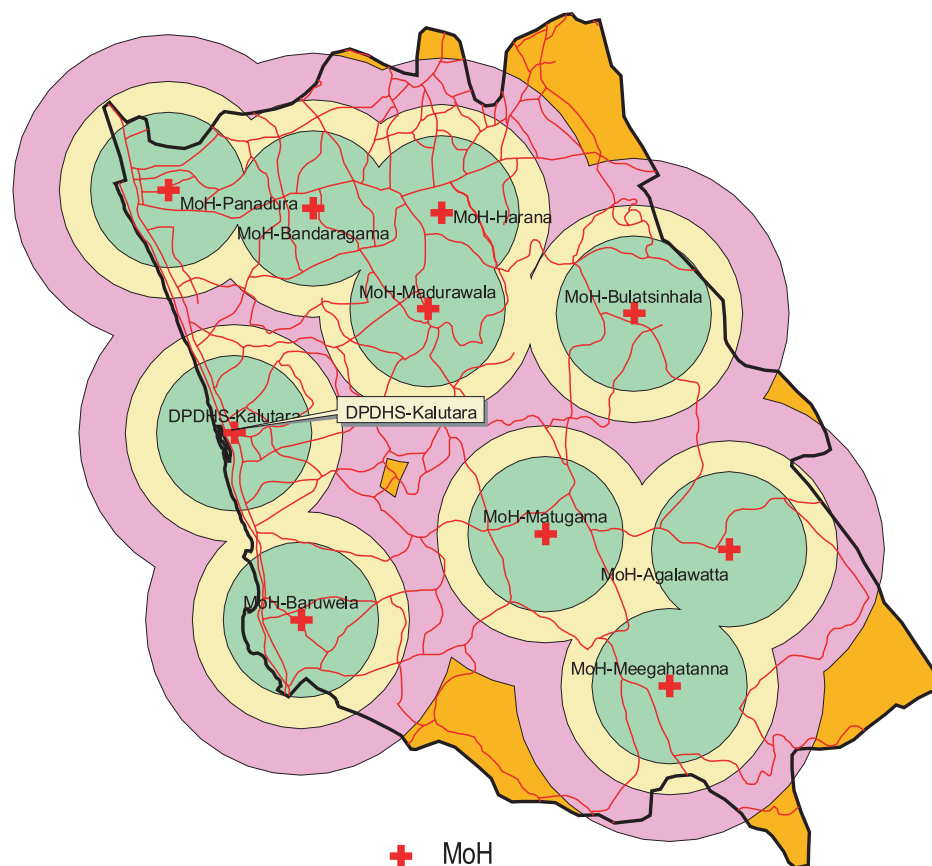 MoH-Panadura
MoH-Bandaragama
MoH-Harana
MoH-Madurawala
MoH-Bulatsinhala
DPDHS-Kalutara
DPDHS-Kalutara
MoH-Matugama
MoH-Agalawatta
MoH-Baruwela
MoH-Meegahatanna
MoH